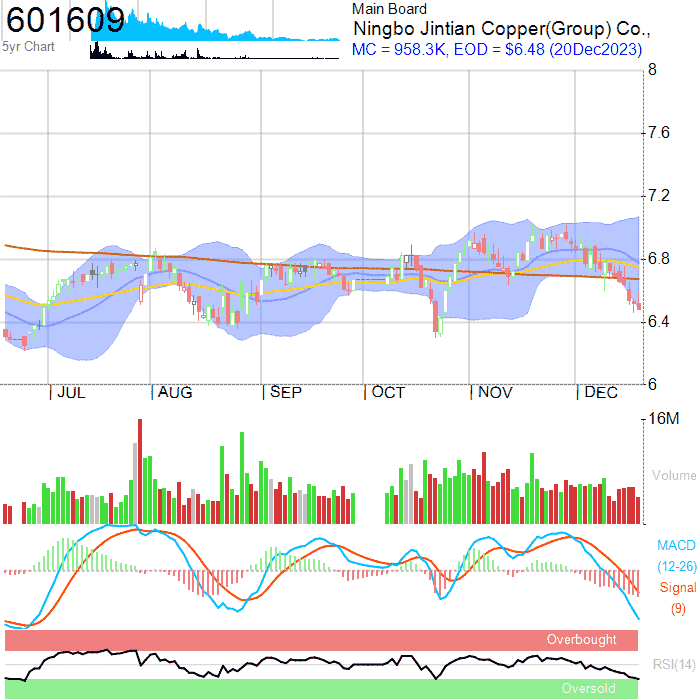 601609
5yr Chart
Main Board
Ningbo Jintian Copper(Group) Co.,
MC = 958.3K, EOD = $6.48 (20Dec2023)
8
7.6
7.2
6.8
6.4
6
JUL AUG SEP OCT NOV DEC
16M
Volume
MACD
(12-26)
Signal
(9)
Overbought
RSI(14)
Oversold